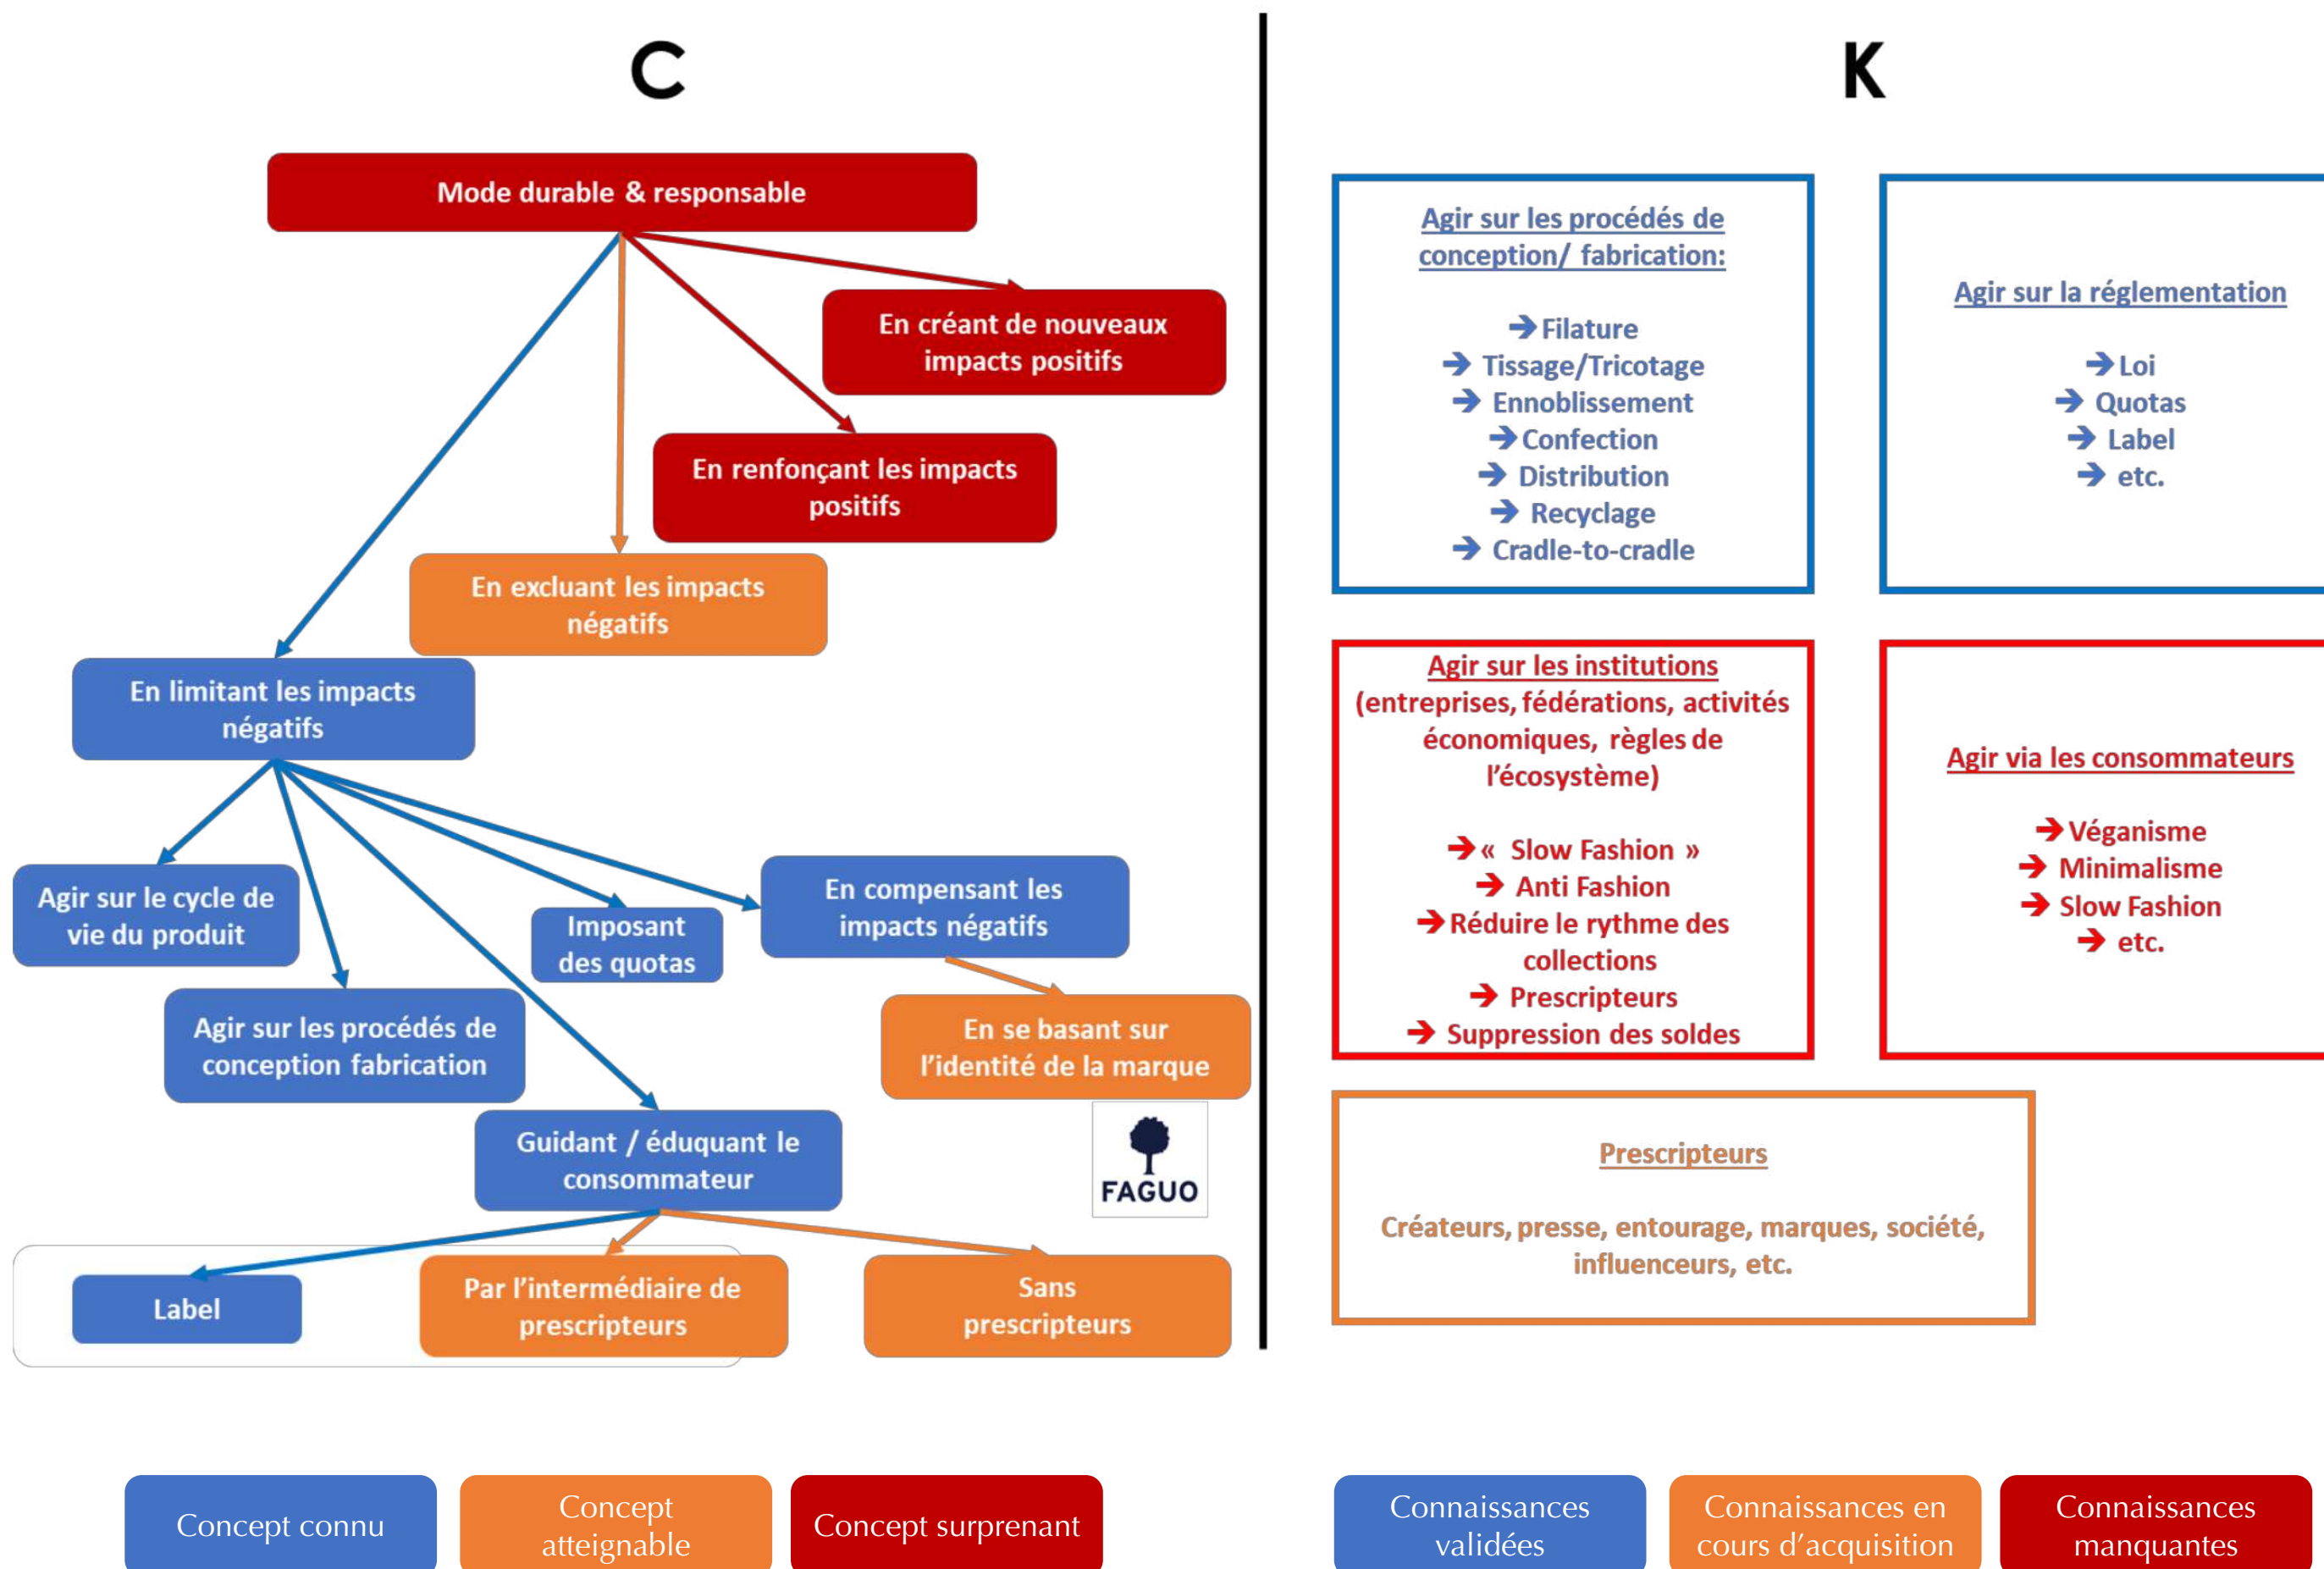 C
Mode durable & responsable
En créant de nouveaux
impacts positifs
En renfonçant les impacts
positifs
En excluant les impacts
négatifs
En limitant les impacts
négatifs
Agir sur le cycle de
vie du produit
Imposant
des quotas
En compensant les
impacts négatifs
Agir sur les procédés de
conception fabrication
En se basant sur
l'identité de la marque
Guidant / éduquant le
consommateur
FAGUO
Label
Par l'intermédiaire de
prescripteurs
Sans
prescripteurs
Concept connu
Concept
atteignable
Concept surprenant
K
Agir sur les procédés de
conception/ fabrication:
➔ Filature
➔ Tissage/Tricotage
➔ Ennoblissement
➔ Confection
➔ Distribution
➔ Recyclage
➔ Cradle-to-cradle
Agir sur la réglementation
➔ Loi
➔ Quotas
➔ Label
➔ etc.
Agir sur les institutions
(entreprises, fédérations, activités
économiques, règles de
l'écosystème)
➔ « Slow Fashion »
➔ Anti Fashion
➔ Réduire le rythme des
collections
➔ Prescripteurs
➔ Suppression des soldes
Agir via les consommateurs
➔ Véganisme
➔ Minimalisme
➔ Slow Fashion
➔ etc.
Prescripteurs
Créateurs, presse, entourage, marques, société,
influenceurs, etc.
Connaissances
validées
Connaissances en
cours d'acquisition
Connaissances
manquantes